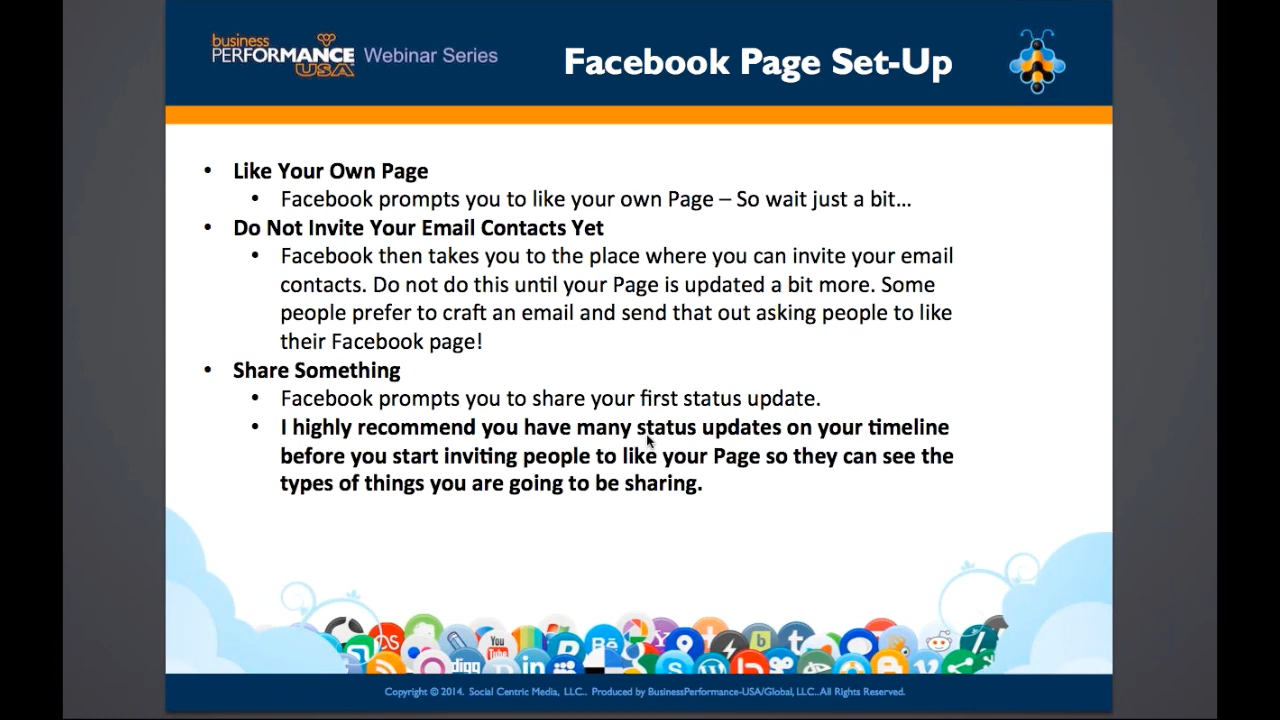 business
PERFORMANCE
USA
Webinar Series
Facebook Page Set-Up
• Like Your Own Page
• Facebook prompts you to like your own Page – So wait just a bit...
• Do Not Invite Your Email Contacts Yet
• Facebook then takes you to the place where you can invite your email
contacts. Do not do this until your Page is updated a bit more. Some
people prefer to craft an email and send that out asking people to like
their Facebook page!
• Share Something
• Facebook prompts you to share your first status update.
• I highly recommend you have many status updates on your timeline
before you start inviting people to like your Page so they can see the
types of things you are going to be sharing.
You
Tube
digg
in
Bē
b
t
Copyright © 2014. Social Centric Media, LLC.. Produced by BusinessPerformance-USA/Global, LLC..All Rights Reserved.